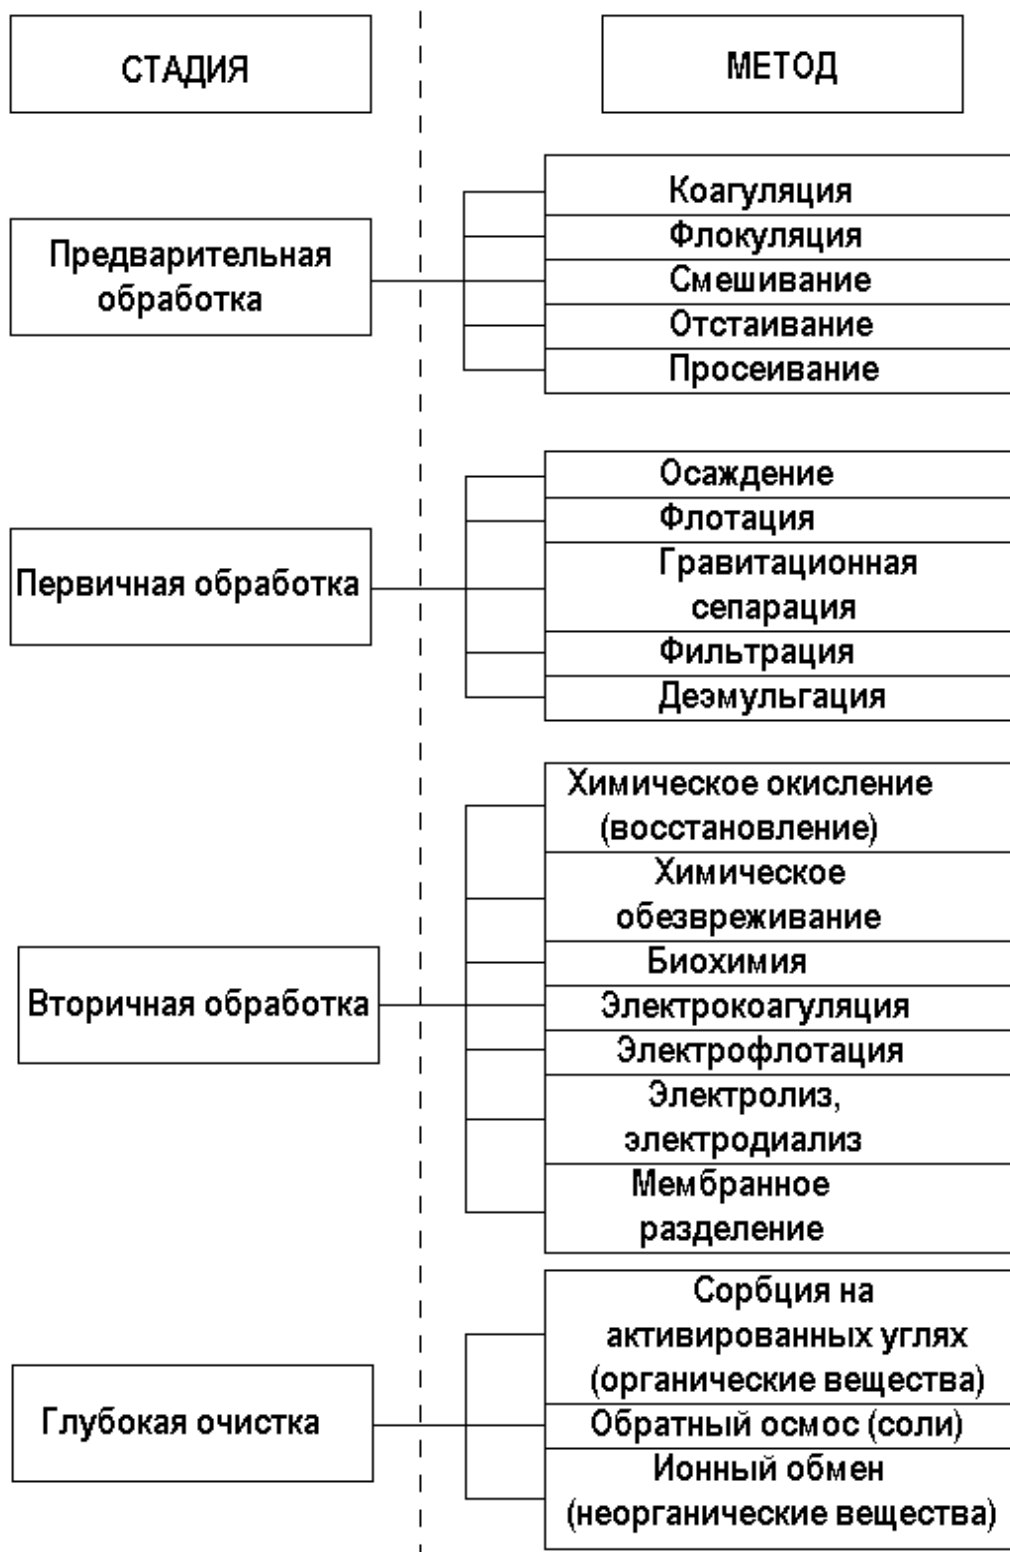 СТАДИЯ
МЕТОД
Предварительная
обработка
Коагуляция
Флокуляция
Смешивание
Отстаивание
Просеивание
Первичная обработка
Осаждение
Флотация
Гравитационная
сепарация
Фильтрация
Деэмульгация
Вторичная обработка
Химическое окисление
(восстановление)
Химическое
обезвреживание
Биохимия
Электрокоагуляция
Электрофлотация
Электролиз,
электродиализ
Мембранное
разделение
Глубокая очистка
Сорбция на
активированных углях
(органические вещества)
Обратный осмос (соли)
Ионный обмен
(неорганические вещества)